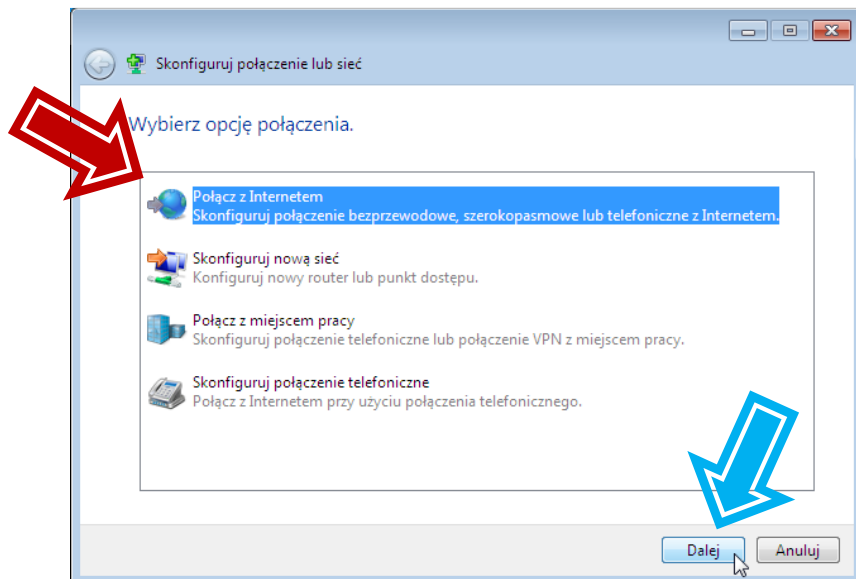 Skonfiguruj połączenie lub sieć
Wybierz opcję połączenia.
Połącz z Internetem
Skonfiguruj połączenie bezprzewodowe, szerokopasmowe lub telefoniczne z Internetem.
Skonfiguruj nową sieć
Konfiguruj nowy router lub punkt dostępu.
Połącz z miejscem pracy
Skonfiguruj połączenie telefoniczne lub połączenie VPN z miejscem pracy.
Skonfiguruj połączenie telefoniczne
Połącz z Internetem przy użyciu połączenia telefonicznego.
Dalej Anuluj